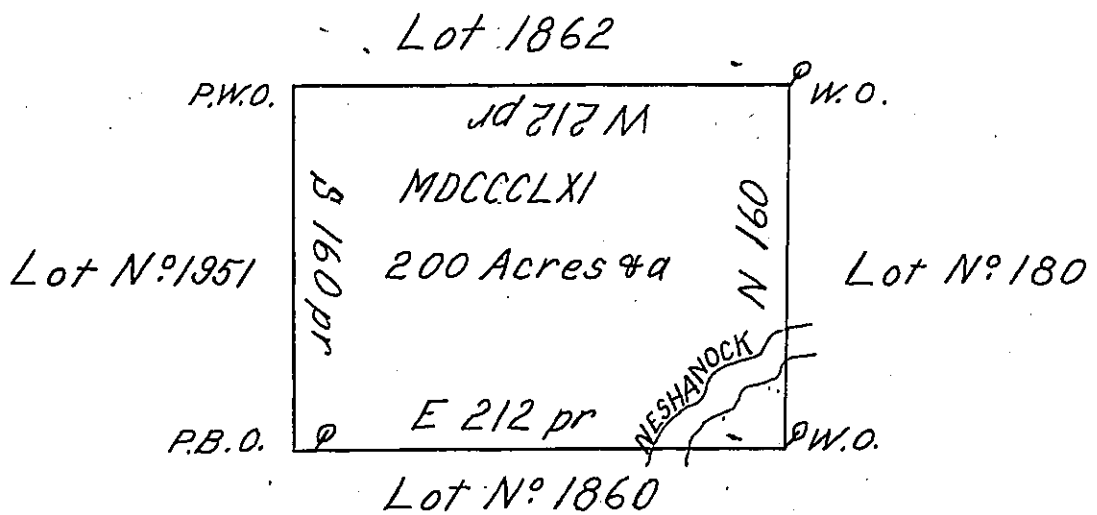 Lot 1862
P.W.O.
W.O.
W 212 pr
S 160 pr
MDCCCLXI
N 160
Lot Nº 1951
200 Acres &a
Lot Nº 180
NESHANOCK
E 212 pr
P.B.O.
W.O.
Lot Nº 1860